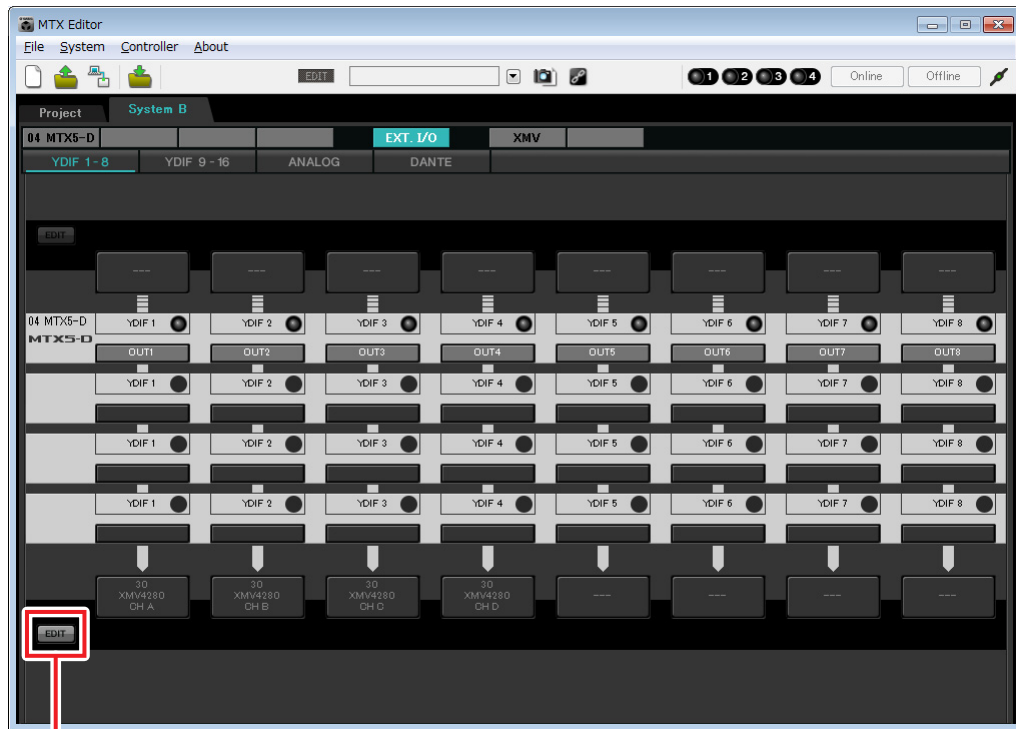 MTX Editor
File System Controller About
EDIT 1 2 3 4 Online Offline
Project System B
04 MTX5-D EXT. I/O XMV
YDIF 1 - 8 YDIF 9 - 16 ANALOG DANTE
EDIT
--- --- --- --- --- --- --- ---
04 MTX5-D YDIF 1 YDIF 2 YDIF 3 YDIF 4 YDIF 5 YDIF 6 YDIF 7 YDIF 8
MTX5-D
OUT1 OUT2 OUT3 OUT4 OUT5 OUT6 OUT7 OUT8
YDIF 1 YDIF 2 YDIF 3 YDIF 4 YDIF 5 YDIF 6 YDIF 7 YDIF 8
YDIF 1 YDIF 2 YDIF 3 YDIF 4 YDIF 5 YDIF 6 YDIF 7 YDIF 8
YDIF 1 YDIF 2 YDIF 3 YDIF 4 YDIF 5 YDIF 6 YDIF 7 YDIF 8
30 30 30 30
XMV4280 XMV4280 XMV4280 XMV4280 --- --- --- ---
CH A CH B CH C CH D
EDIT